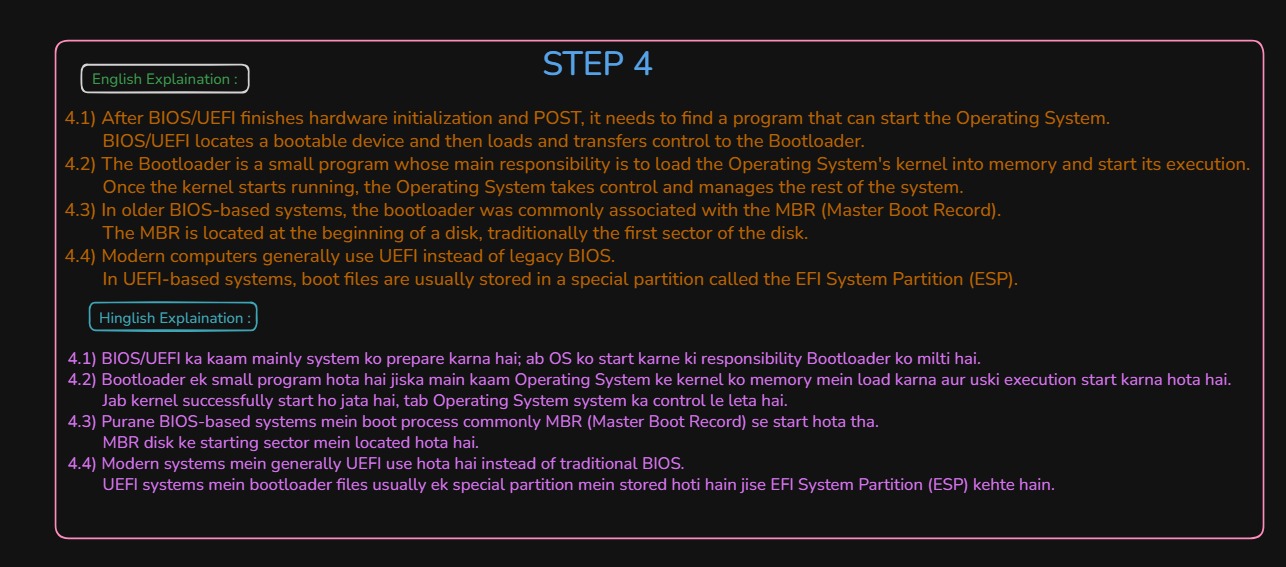 STEP 4
English Explaination :
4.1) After BIOS/UEFI finishes hardware initialization and POST, it needs to find a program that can start the Operating System.
BIOS/UEFI locates a bootable device and then loads and transfers control to the Bootloader.
4.2) The Bootloader is a small program whose main responsibility is to load the Operating System's kernel into memory and start its execution.
Once the kernel starts running, the Operating System takes control and manages the rest of the system.
4.3) In older BIOS-based systems, the bootloader was commonly associated with the MBR (Master Boot Record).
The MBR is located at the beginning of a disk, traditionally the first sector of the disk.
4.4) Modern computers generally use UEFI instead of legacy BIOS.
In UEFI-based systems, boot files are usually stored in a special partition called the EFI System Partition (ESP).
Hinglish Explaination :
4.1) BIOS/UEFI ka kaam mainly system ko prepare karna hai; ab OS ko start karne ki responsibility Bootloader ko milti hai.
4.2) Bootloader ek small program hota hai jiska main kaam Operating System ke kernel ko memory mein load karna aur uski execution start karna hota hai.
Jab kernel successfully start ho jata hai, tab Operating System system ka control le leta hai.
4.3) Purane BIOS-based systems mein boot process commonly MBR (Master Boot Record) se start hota tha.
MBR disk ke starting sector mein located hota hai.
4.4) Modern systems mein generally UEFI use hota hai instead of traditional BIOS.
UEFI systems mein bootloader files usually ek special partition mein stored hoti hain jise EFI System Partition (ESP) kehte hain.